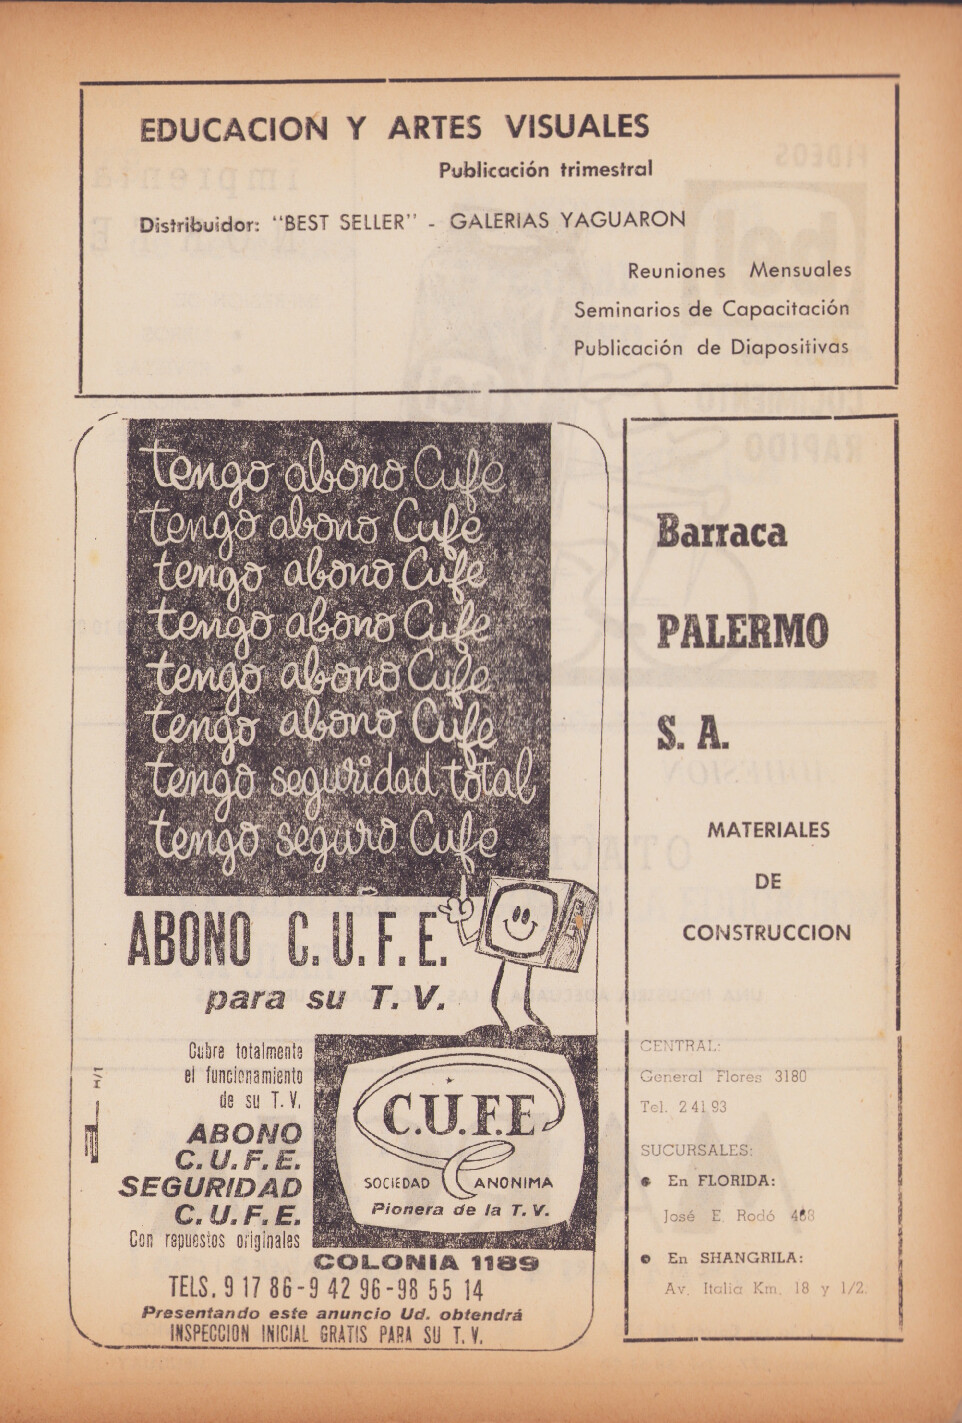 EDUCACION Y ARTES VISUALES
Publicación trimestral
Distribuidor: "BEST SELLER" - GALERIAS YAGUARON
Reuniones Mensuales
Seminarios de Capacitación
Publicación de Diapositivas
tengo abono Cufe
tengo abono Cufe
tengo abono Cufe
tengo abono Cufe
tengo abono Cufe
tengo abono Cufe
tengo seguridad total
tengo seguro Cufe
ABONO C.U.F.E.
para su T. V.
Cubre totalmente
el funcionamiento
de su T.V.
ABONO
C.U.F.E.
SEGURIDAD
C.U.F.E.
Con repuestos originales
C.U.F.E
SOCIEDAD ANONIMA
Pionera de la T. V.
COLONIA 1189
TELS. 9 17 86-9 42 96-98 55 14
Presentando este anuncio Ud. obtendrá
INSPECCION INICIAL GRATIS PARA SU T.V.
Barraca
PALERMO
S. A.
MATERIALES
DE
CONSTRUCCION
CENTRAL:
General Flores 3180
Tel. 2 41 93
SUCURSALES:
En FLORIDA:
José E. Rodó
En SHANGRILA:
Av. Italia Km. 18 y 1/2.